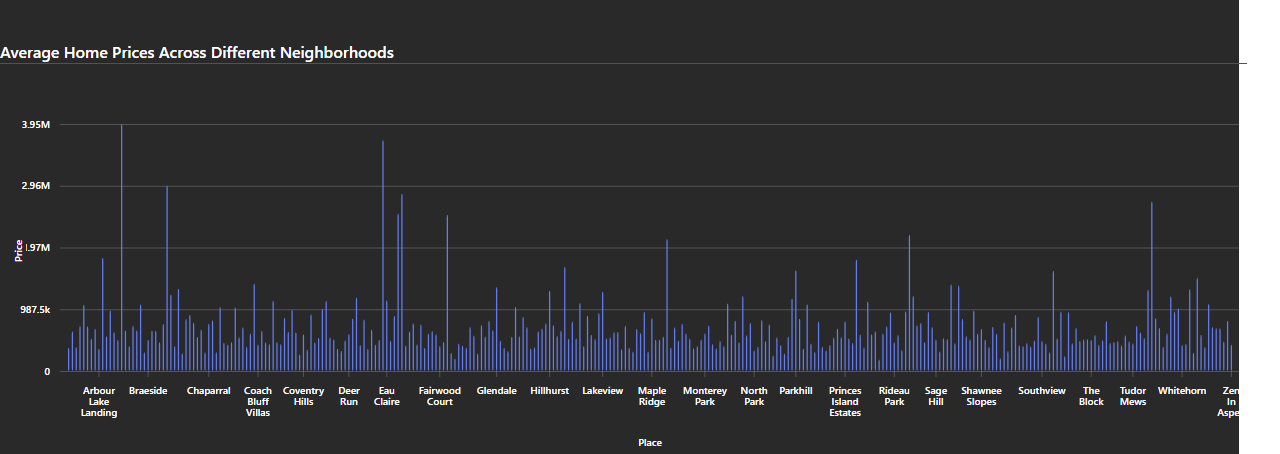 Average Home Prices Across Different Neighborhoods
3.95M
2.96M
1.97M
987.5k
0
Price
Arbour Lake Landing
Braeside
Chaparral
Coach Bluff Villas
Coventry Hills
Deer Run
Eau Claire
Fairwood Court
Glendale
Hillhurst
Lakeview
Maple Ridge
Monterey Park
North Park
Parkhill
Princes Island Estates
Rideau Park
Sage Hill
Shawnee Slopes
Southview
The Block
Tudor Mews
Whitehorn
Zen In Aspe
Place